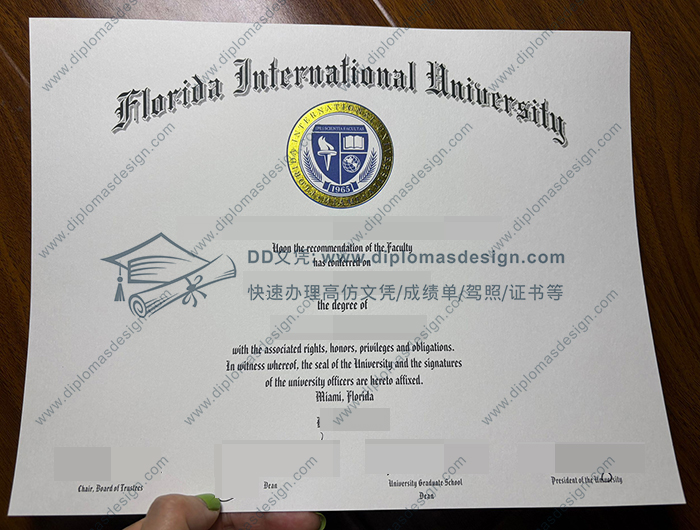 Florida International University
FLORIDA INTERNATIONAL UNIVERSITY
1965
Upon the recommendation of the Faculty
has conferred on
DD文凭: www.diplomasdesign.com
快速办理高仿文凭/成绩单/驾照/证书等
the degree of
with the associated rights, honors, privileges and obligations.
In witness whereof, the seal of the University and the signatures
of the university officers are hereto affixed.
Miami, Florida
Chair, Board of Trustees
Dean
University Graduate School
Dean
President of the University
www.diplomasdesign.com